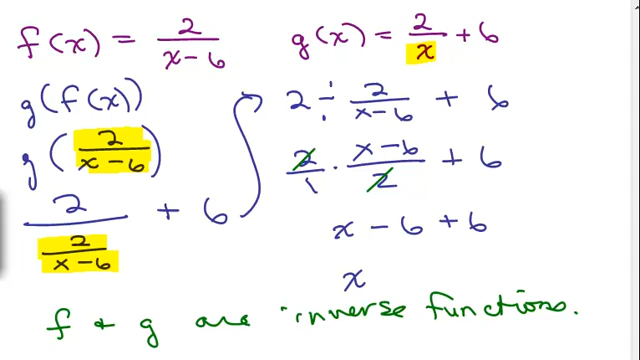 f(x) = 2/(x-6)
g(x) = 2/x + 6
g(f(x))
g(2/(x-6))
2/(2/(x-6)) + 6
2 ÷ 2/(x-6) + 6
2/1 · (x-6)/2 + 6
x - 6 + 6
x
f & g are inverse functions.